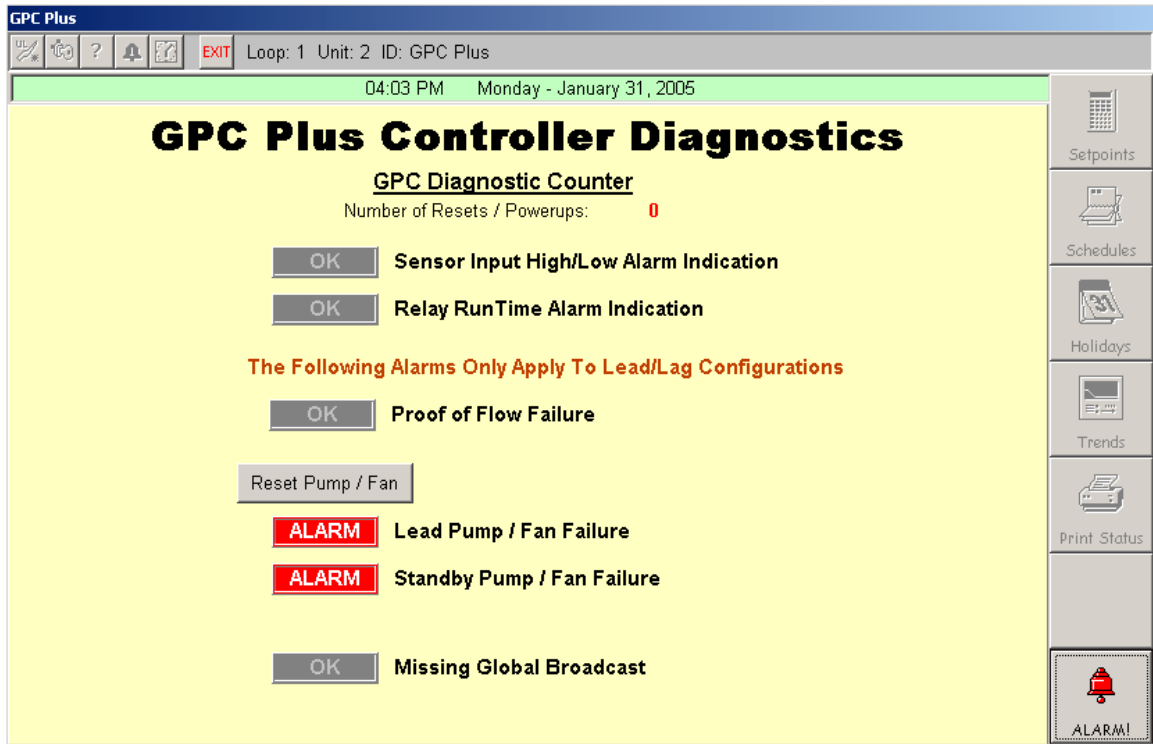 GPC Plus
UL ? ? EXIT Loop: 1 Unit: 2 ID: GPC Plus
04:03 PM Monday - January 31, 2005
GPC Plus Controller Diagnostics
GPC Diagnostic Counter
Number of Resets / Powerups: 0
OK Sensor Input High/Low Alarm Indication
OK Relay RunTime Alarm Indication
The Following Alarms Only Apply To Lead/Lag Configurations
OK Proof of Flow Failure
Reset Pump / Fan
ALARM Lead Pump / Fan Failure
ALARM Standby Pump / Fan Failure
OK Missing Global Broadcast
Setpoints
Schedules
31
Holidays
Trends
Print Status
ALARM!